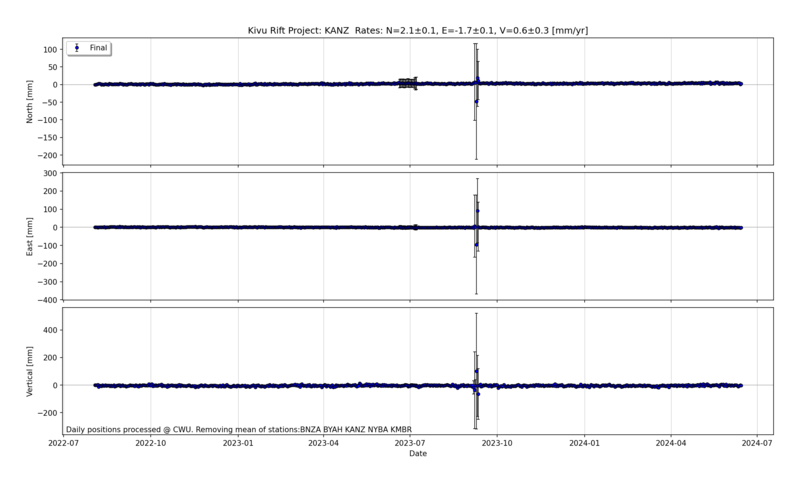 Kivu Rift Project: KANZ  Rates: N=2.1±0.1, E=-1.7±0.1, V=0.6±0.3 [mm/yr]
Final
North [mm]
100
50
0
−50
−100
−150
−200
East [mm]
300
200
100
0
−100
−200
−300
−400
Vertical [mm]
400
200
0
−200
Daily positions processed @ CWU. Removing mean of stations:BNZA BYAH KANZ NYBA KMBR
2022-07 2022-10 2023-01 2023-04 2023-07 2023-10 2024-01 2024-04 2024-07
Date